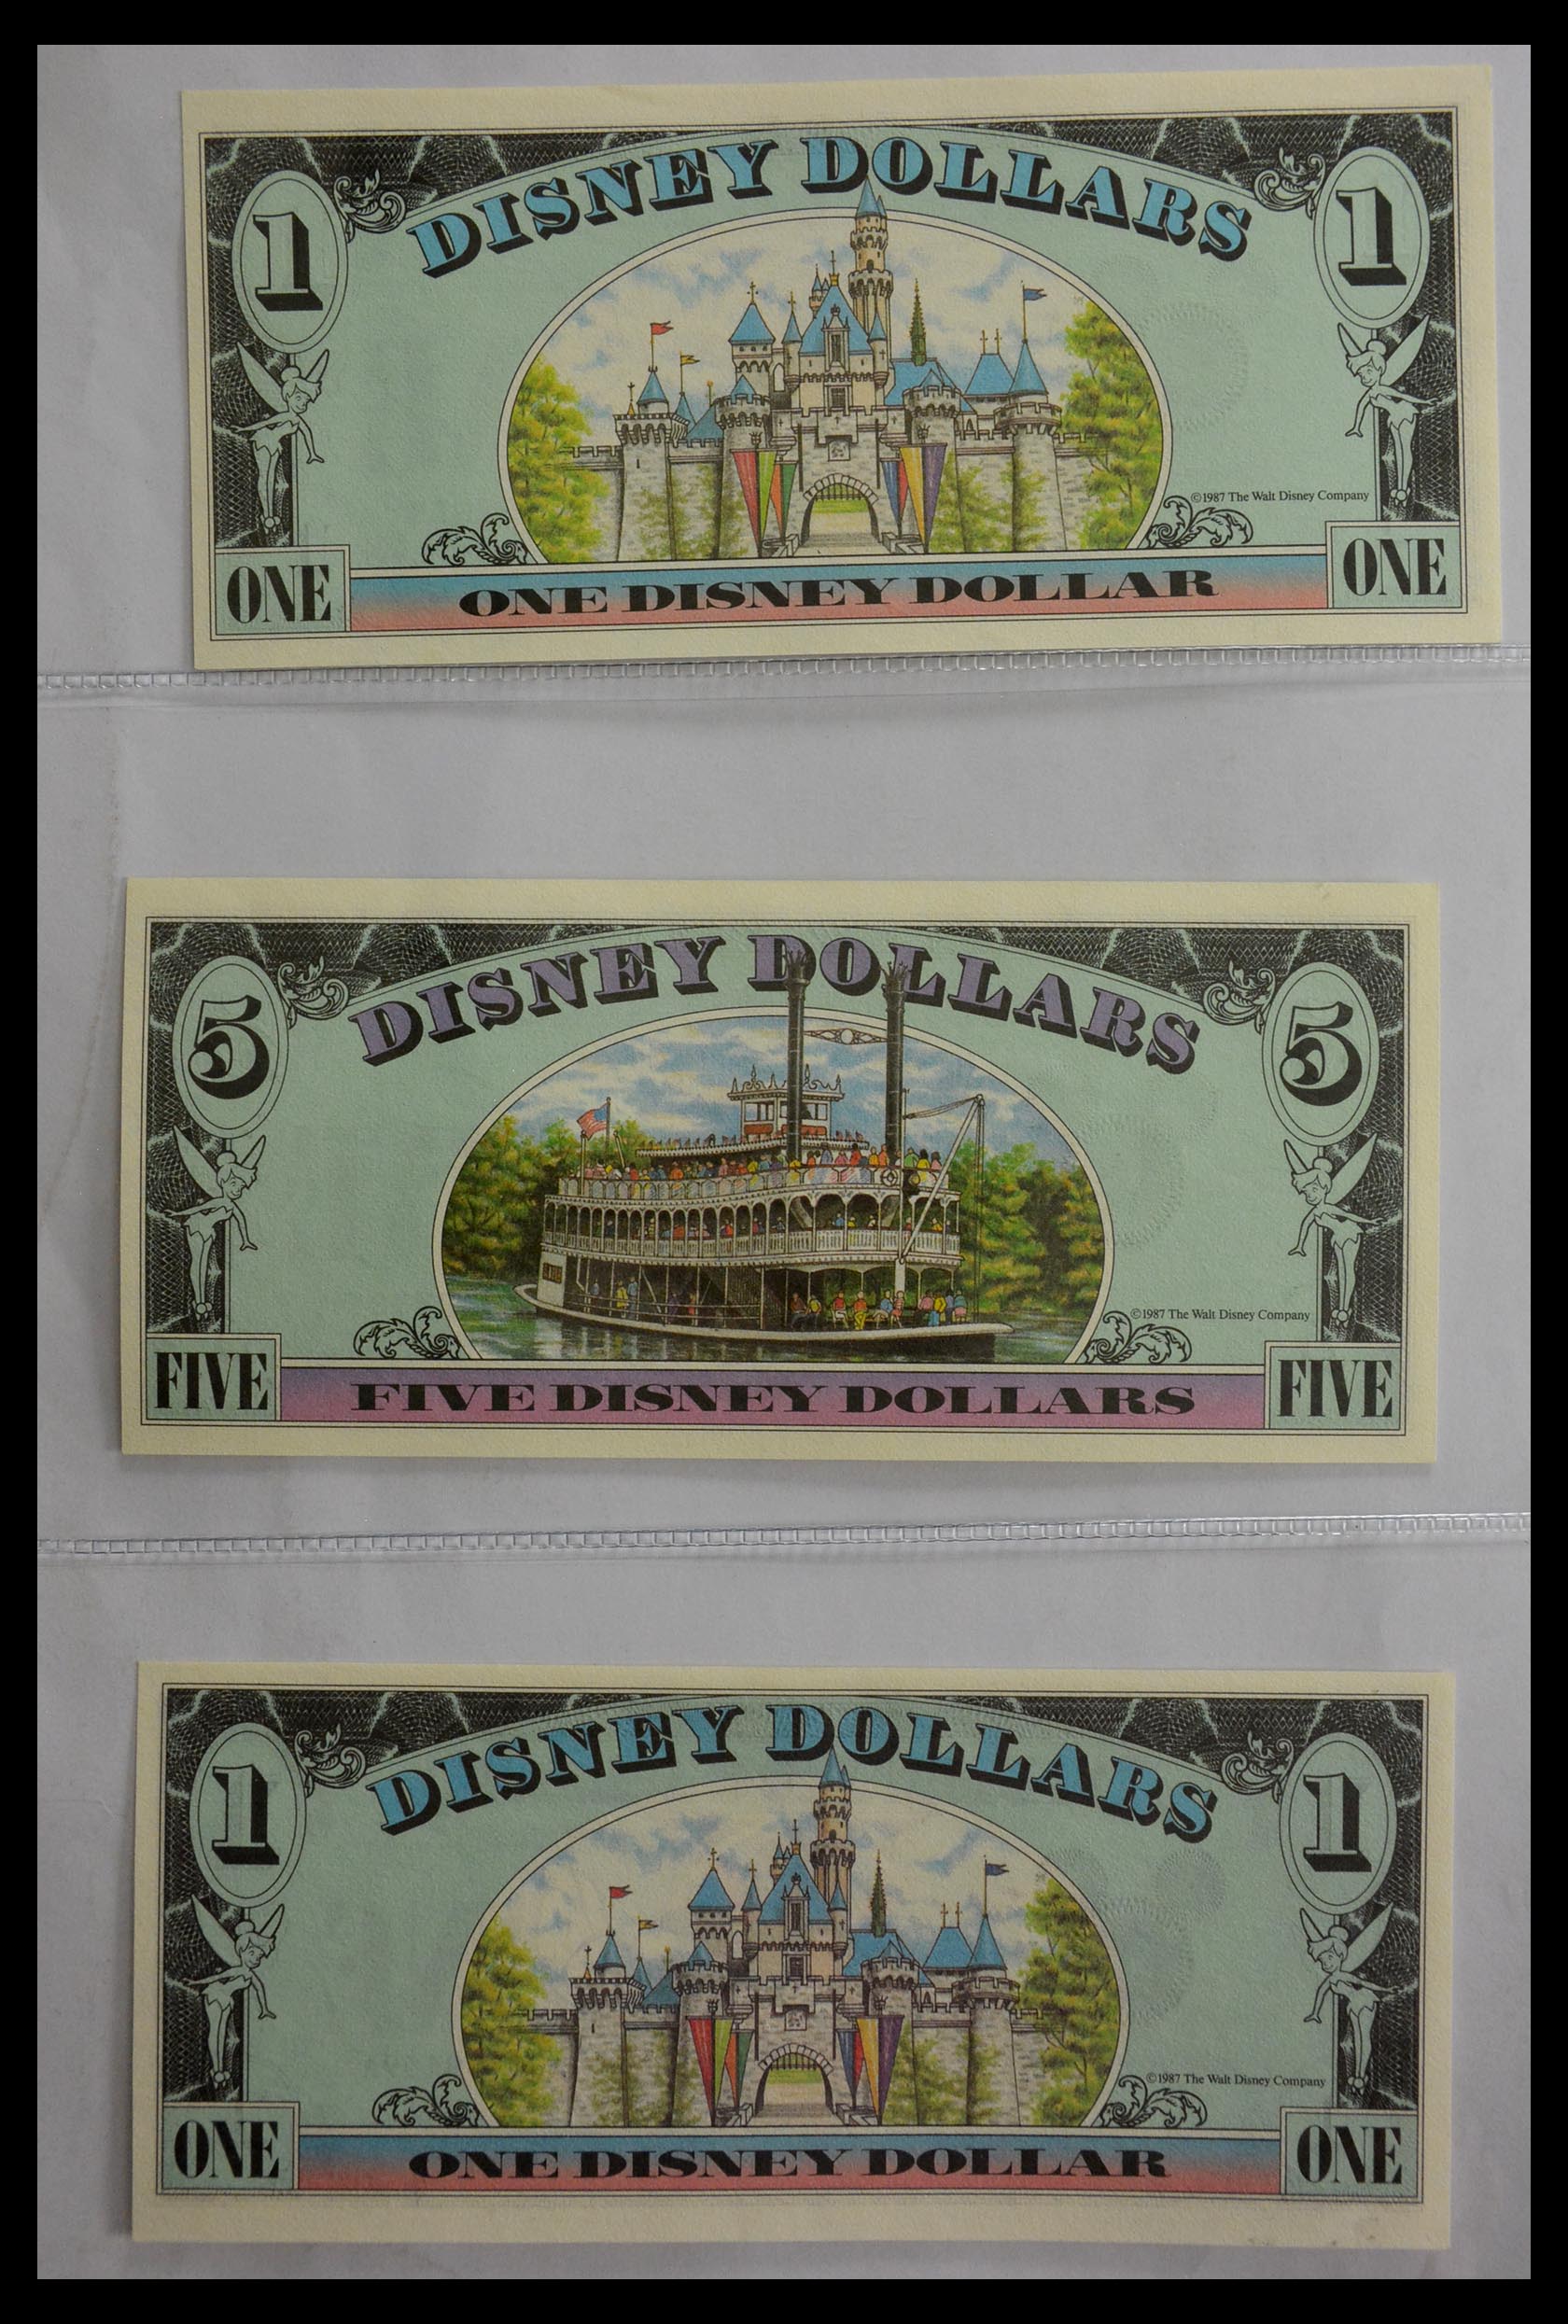 DISNEY DOLLARS
1 1
©1987 The Walt Disney Company
ONE ONE DISNEY DOLLAR ONE
DISNEY DOLLARS
5 5
©1987 The Walt Disney Company
FIVE FIVE DISNEY DOLLARS FIVE
DISNEY DOLLARS
1 1
©1987 The Walt Disney Company
ONE ONE DISNEY DOLLAR ONE